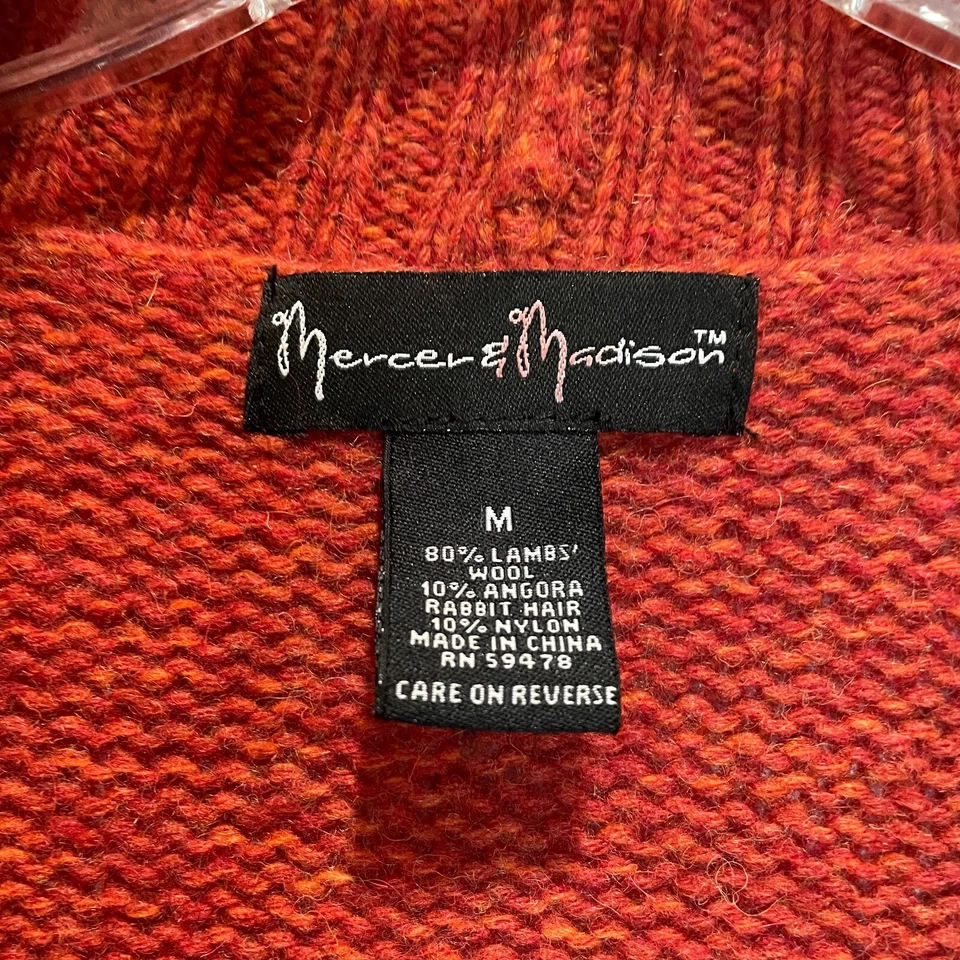 Mercer & Madison™
M
80% LAMBS'
WOOL
10% ANGORA
RABBIT HAIR
10% NYLON
MADE IN CHINA
RN 59478
CARE ON REVERSE